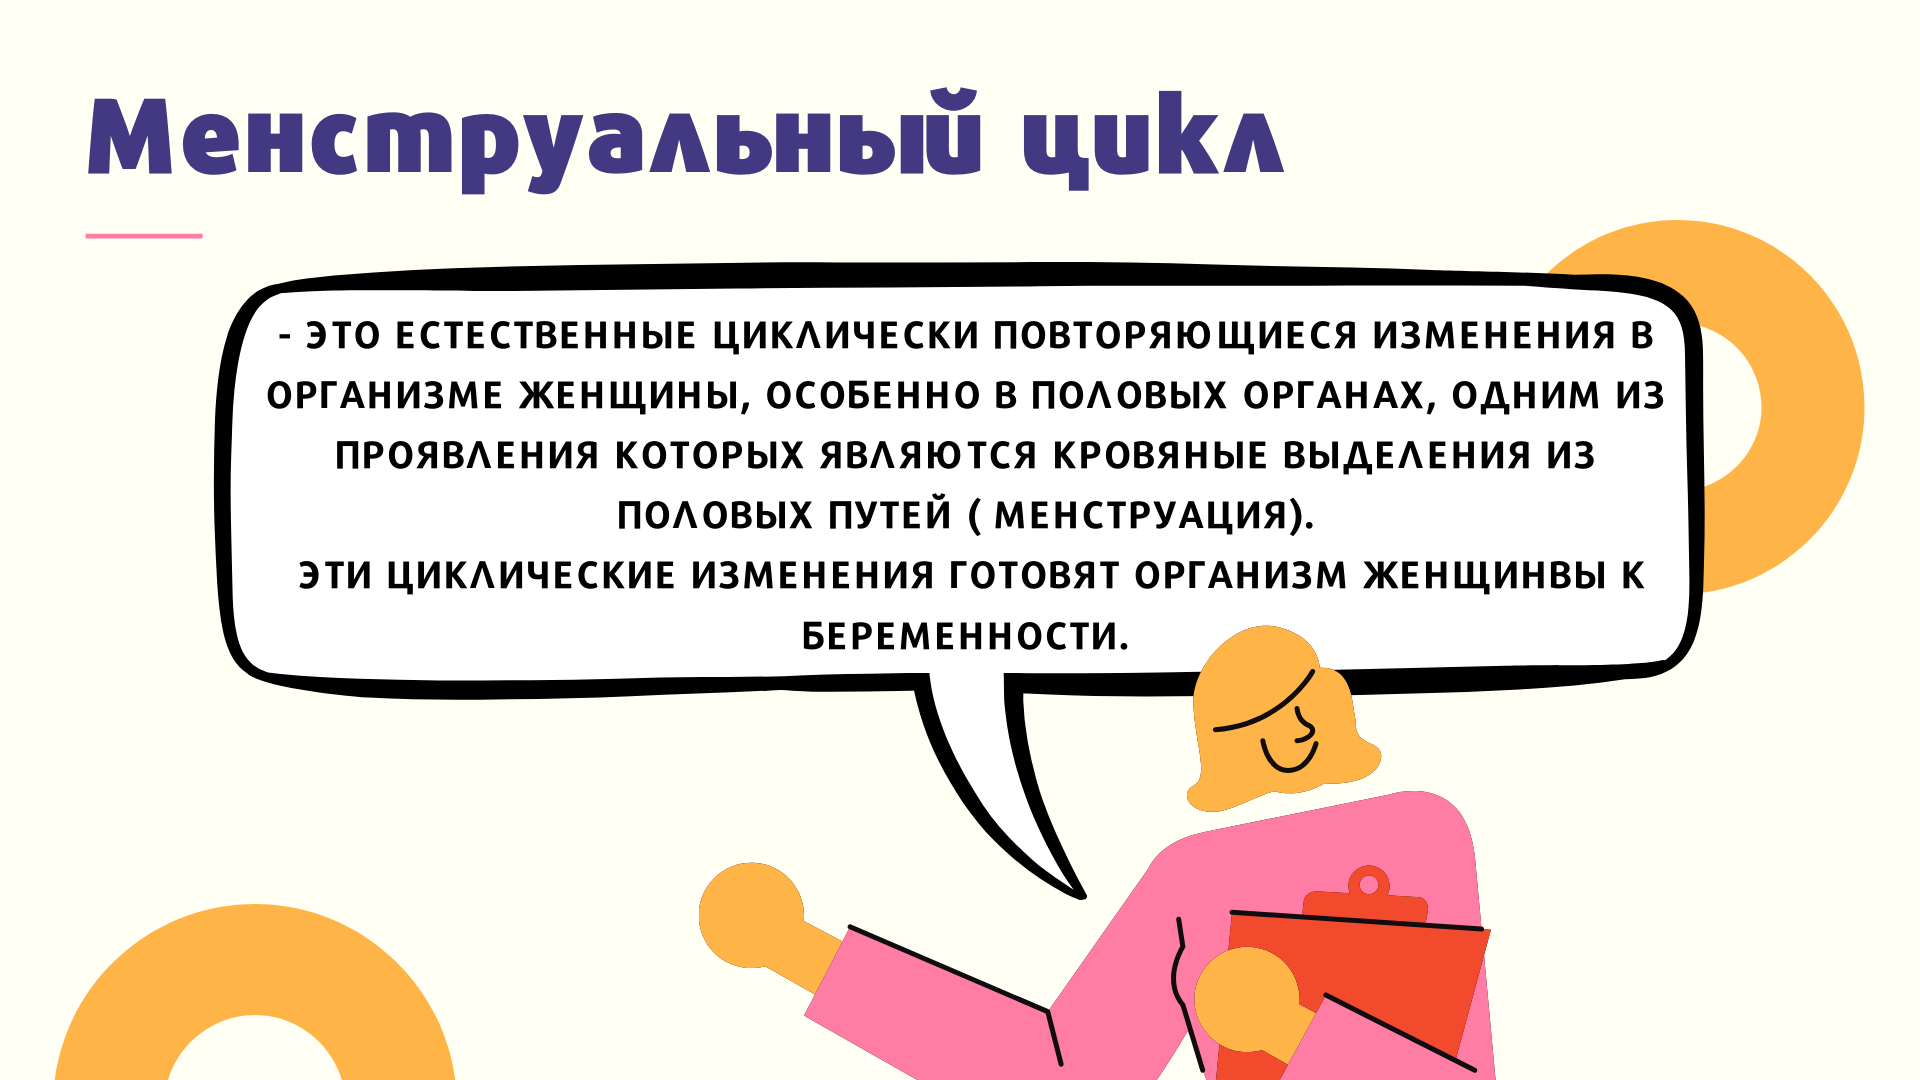 Менструальный цикл
- ЭТО ЕСТЕСТВЕННЫЕ ЦИКЛИЧЕСКИ ПОВТОРЯЮЩИЕСЯ ИЗМЕНЕНИЯ В
ОРГАНИЗМЕ ЖЕНЩИНЫ, ОСОБЕННО В ПОЛОВЫХ ОРГАНАХ, ОДНИМ ИЗ
ПРОЯВЛЕНИЯ КОТОРЫХ ЯВЛЯЮТСЯ КРОВЯНЫЕ ВЫДЕЛЕНИЯ ИЗ
ПОЛОВЫХ ПУТЕЙ ( МЕНСТРУАЦИЯ).
ЭТИ ЦИКЛИЧЕСКИЕ ИЗМЕНЕНИЯ ГОТОВЯТ ОРГАНИЗМ ЖЕНЩИНВЫ К
БЕРЕМЕННОСТИ.